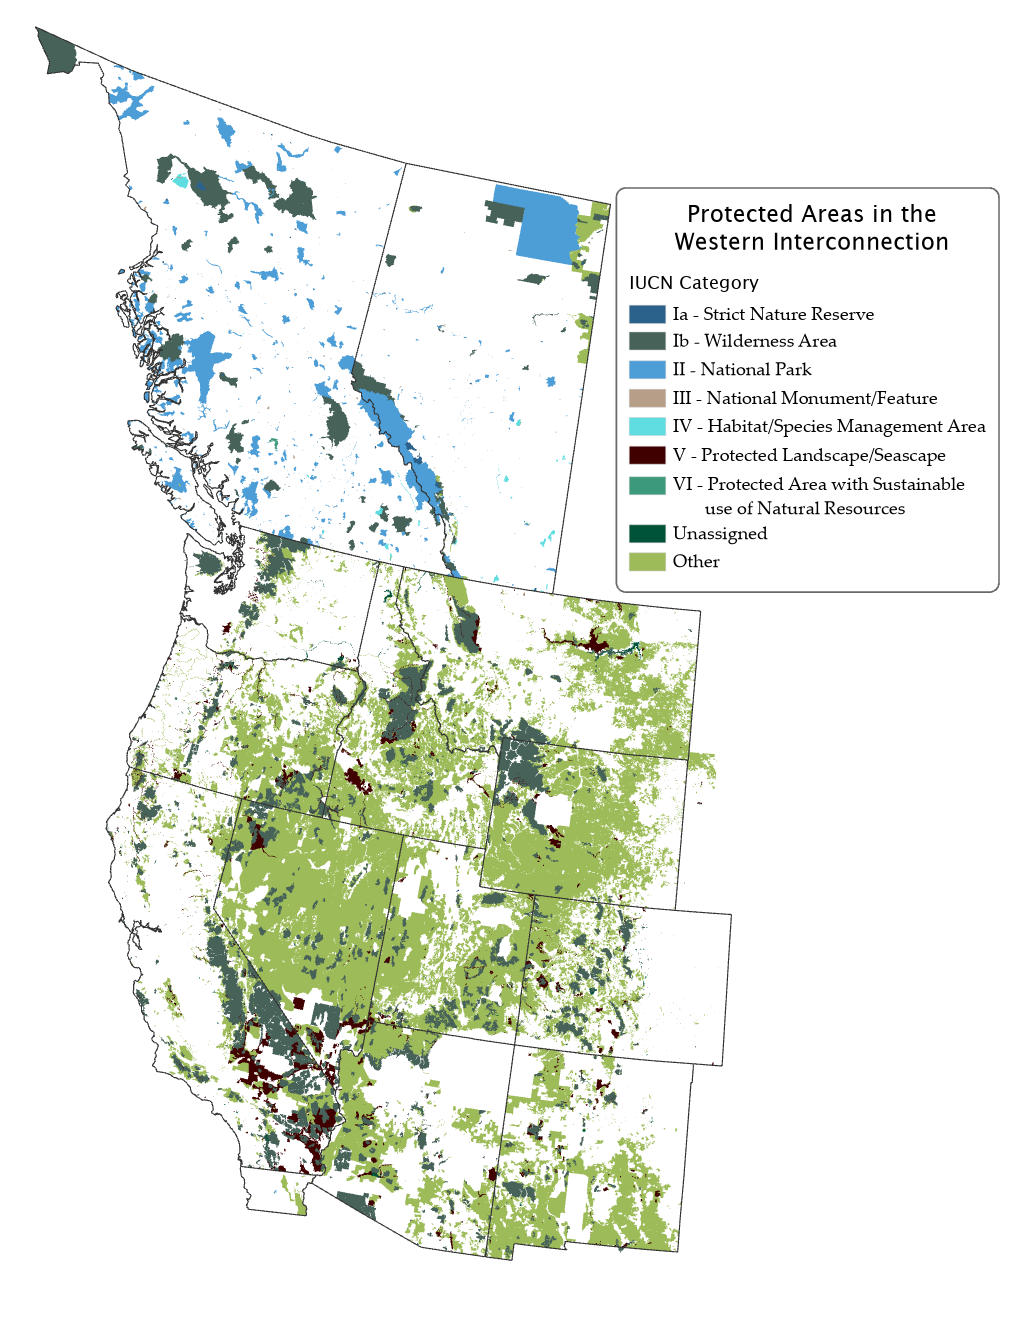 Protected Areas in the
Western Interconnection
IUCN Category
Ia - Strict Nature Reserve
Ib - Wilderness Area
II - National Park
III - National Monument/Feature
IV - Habitat/Species Management Area
V - Protected Landscape/Seascape
VI - Protected Area with Sustainable
use of Natural Resources
Unassigned
Other